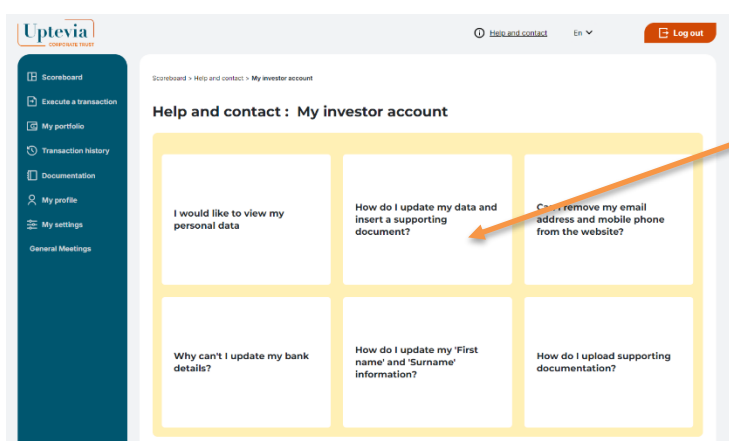 Uptevia
CORPORATE TRUST
Help and contact
En
Log out
Scoreboard
Execute a transaction
My portfolio
Transaction history
Documentation
My profile
My settings
General Meetings
Scoreboard > Help and contact > My investor account
Help and contact : My investor account
I would like to view my
personal data
How do I update my data and
insert a supporting
document?
Can I remove my email
address and mobile phone
from the website?
Why can't I update my bank
details?
How do I update my 'First
name' and 'Surname'
information?
How do I upload supporting
documentation?